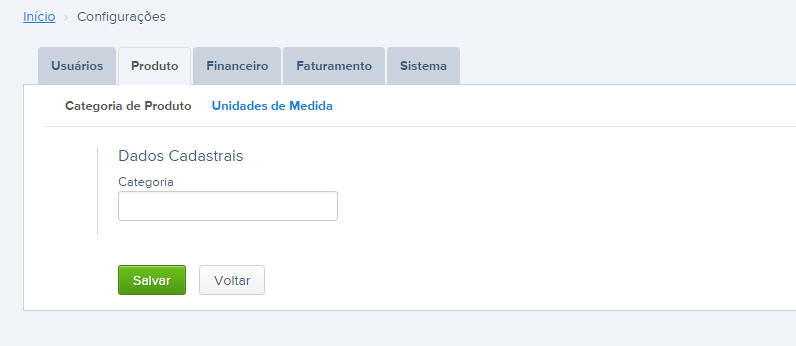 Início › Configurações
Usuários Produto Financeiro Faturamento Sistema
Categoria de Produto Unidades de Medida
Dados Cadastrais
Categoria
Salvar Voltar